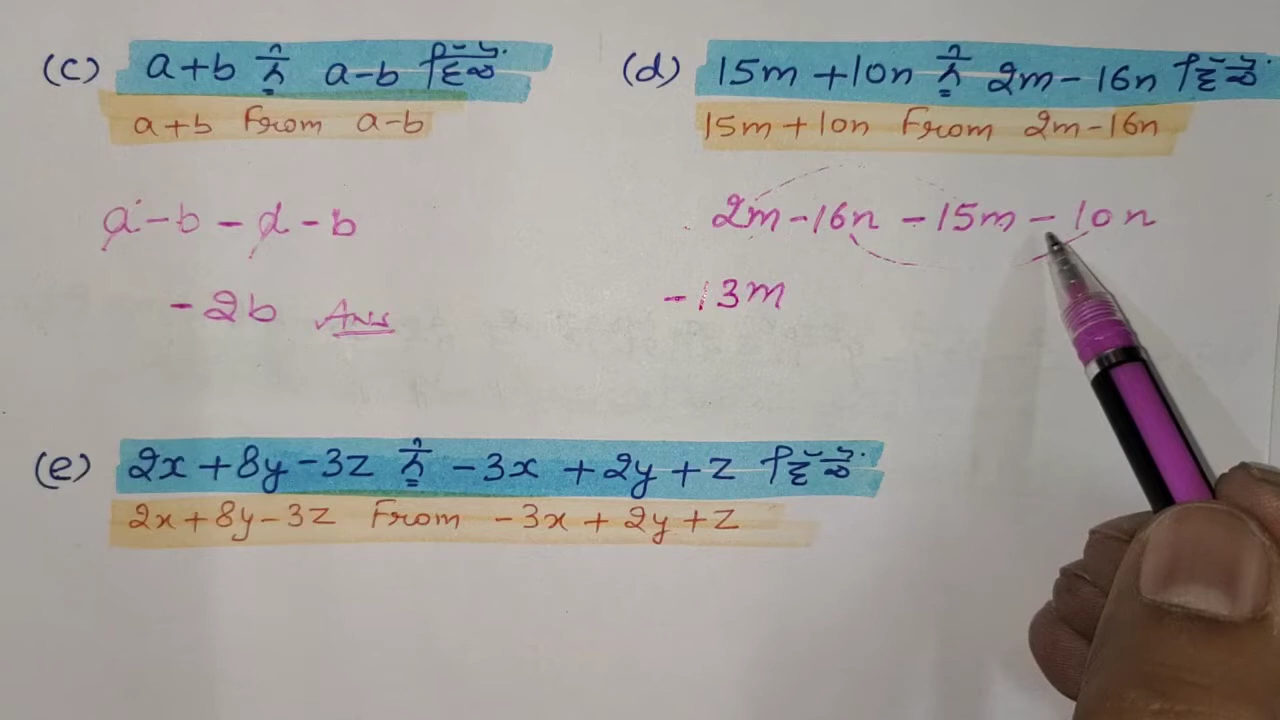 (c) a+b ਨੂੰ a-b ਵਿੱਚੋਂ
a+b From a-b
a-b-a-b
-2b Ans
(d) 15m+10n ਨੂੰ 2m-16n ਵਿੱਚੋਂ
15m+10n From 2m-16n
2m-16n-15m-10n
-13m
(e) 2x+8y-3z ਨੂੰ -3x+2y+z ਵਿੱਚੋਂ
2x+8y-3z From -3x+2y+z